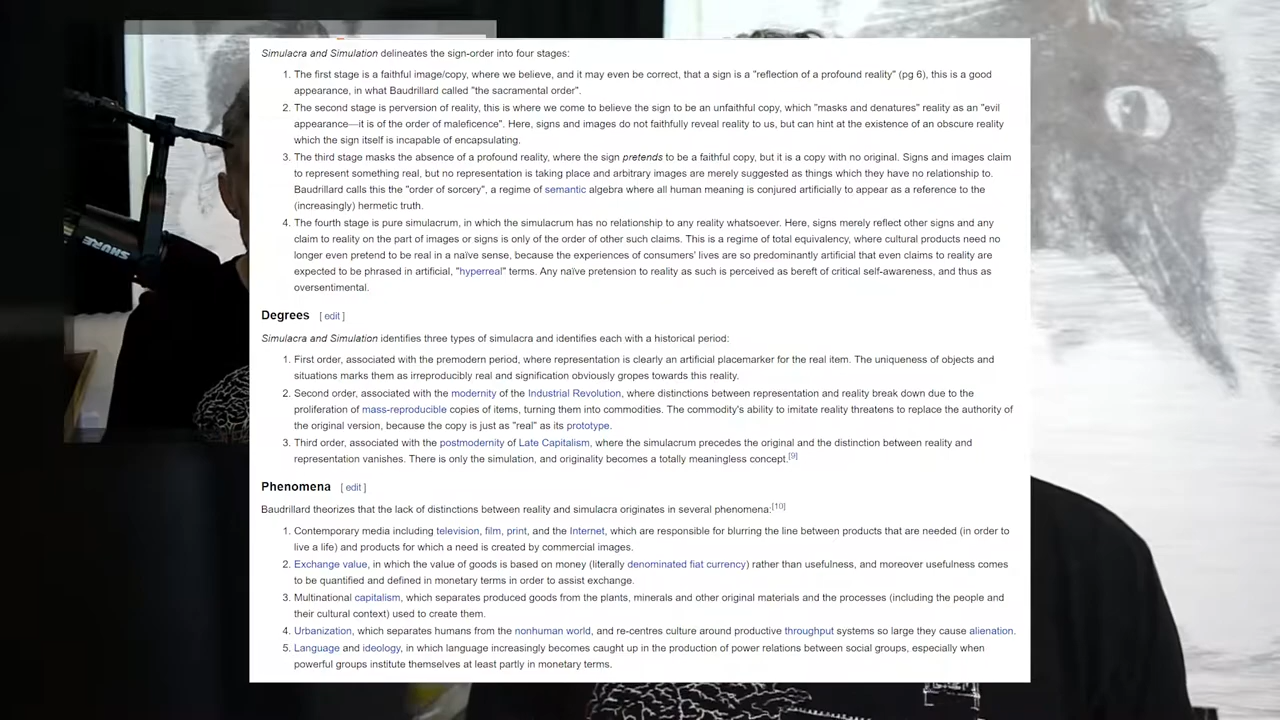 Simulacra and Simulation delineates the sign-order into four stages:
1. The first stage is a faithful image/copy, where we believe, and it may even be correct, that a sign is a "reflection of a profound reality" (pg 6), this is a good
appearance, in what Baudrillard called "the sacramental order".
2. The second stage is perversion of reality, this is where we come to believe the sign to be an unfaithful copy, which "masks and denatures" reality as an "evil
appearance—it is of the order of maleficence". Here, signs and images do not faithfully reveal reality to us, but can hint at the existence of an obscure reality
which the sign itself is incapable of encapsulating.
3. The third stage masks the absence of a profound reality, where the sign pretends to be a faithful copy, but it is a copy with no original. Signs and images claim
to represent something real, but no representation is taking place and arbitrary images are merely suggested as things which they have no relationship to.
Baudrillard calls this the "order of sorcery", a regime of semantic algebra where all human meaning is conjured artificially to appear as a reference to the
(increasingly) hermetic truth.
4. The fourth stage is pure simulacrum, in which the simulacrum has no relationship to any reality whatsoever. Here, signs merely reflect other signs and any
claim to reality on the part of images or signs is only of the order of other such claims. This is a regime of total equivalency, where cultural products need no
longer even pretend to be real in a naïve sense, because the experiences of consumers' lives are so predominantly artificial that even claims to reality are
expected to be phrased in artificial, "hyperreal" terms. Any naïve pretension to reality as such is perceived as bereft of critical self-awareness, and thus as
oversentimental.
Degrees [ edit ]
Simulacra and Simulation identifies three types of simulacra and identifies each with a historical period:
1. First order, associated with the premodern period, where representation is clearly an artificial placemarker for the real item. The uniqueness of objects and
situations marks them as irreproducibly real and signification obviously gropes towards this reality.
2. Second order, associated with the modernity of the Industrial Revolution, where distinctions between representation and reality break down due to the
proliferation of mass-reproducible copies of items, turning them into commodities. The commodity's ability to imitate reality threatens to replace the authority of
the original version, because the copy is just as "real" as its prototype.
3. Third order, associated with the postmodernity of Late Capitalism, where the simulacrum precedes the original and the distinction between reality and
representation vanishes. There is only the simulation, and originality becomes a totally meaningless concept.[9]
Phenomena [ edit ]
Baudrillard theorizes that the lack of distinctions between reality and simulacra originates in several phenomena:[10]
1. Contemporary media including television, film, print, and the Internet, which are responsible for blurring the line between products that are needed (in order to
live a life) and products for which a need is created by commercial images.
2. Exchange value, in which the value of goods is based on money (literally denominated fiat currency) rather than usefulness, and moreover usefulness comes
to be quantified and defined in monetary terms in order to assist exchange.
3. Multinational capitalism, which separates produced goods from the plants, minerals and other original materials and the processes (including the people and
their cultural context) used to create them.
4. Urbanization, which separates humans from the nonhuman world, and re-centres culture around productive throughput systems so large they cause alienation.
5. Language and ideology, in which language increasingly becomes caught up in the production of power relations between social groups, especially when
powerful groups institute themselves at least partly in monetary terms.
SHURE